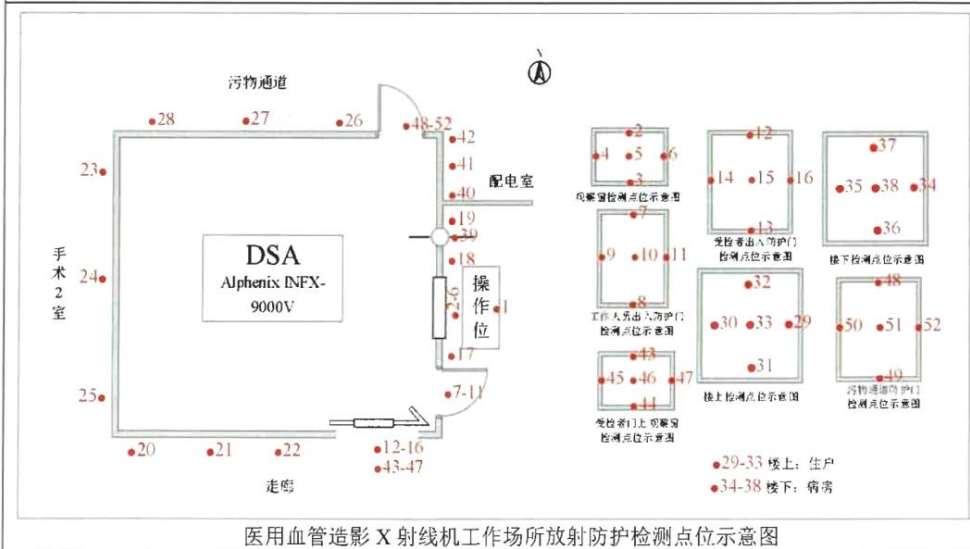 污物通道
28
27
26
48-52
42
41
40
配电室
19
39
18
23
手术2室
24
25
DSA
Alphenix INFX-
9000V
操作位
2-6
1
17
7-11
20
21
22
12-16
43-47
走廊
2
4 5 6
3
观察窗检测点位示意图
12
14 15 16
13
受检者出入防护门
检测点位示意图
37
35 38 34
36
楼下检测点位示意图
7
9 10 11
8
工作人员出入防护门
检测点位示意图
32
30 33 29
31
楼上检测点位示意图
48
50 51 52
49
污物通道防护门
检测点位示意图
43
45 46 47
44
受检者门上观察窗
检测点位示意图
29-33 楼上：住户
34-38 楼下：病房
医用血管造影 X 射线机工作场所放射防护检测点位示意图